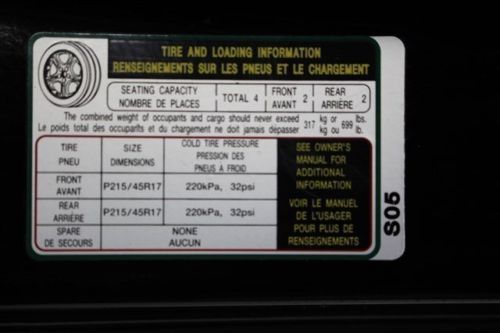 TIRE AND LOADING INFORMATION
RENSEIGNEMENTS SUR LES PNEUS ET LE CHARGEMENT
SEATING CAPACITY
NOMBRE DE PLACES
TOTAL 4
FRONT
AVANT 2
REAR
ARRIÈRE 2
The combined weight of occupants and cargo should never exceed 317 kg or 699 lbs.
Le poids total des occuparits et du chargement ne doit jamais dépasser kg ou lb.
TIRE
PNEU
SIZE
DIMENSIONS
COLD TIRE PRESSURE
PRESSION DES
PNEUS A FROID
SEE OWNER'S
MANUAL FOR
ADDITIONAL
INFORMATION
FRONT
AVANT
P215/45R17
220kPa, 32psi
REAR
ARRIÈRE
P215/45R17
220kPa, 32psi
VOIR LE MANUEL
DE L'USAGER
POUR PLUS DE
RENSEIGNEMENTS
SPARE
DE SECOURS
NONE
AUCUN
S05